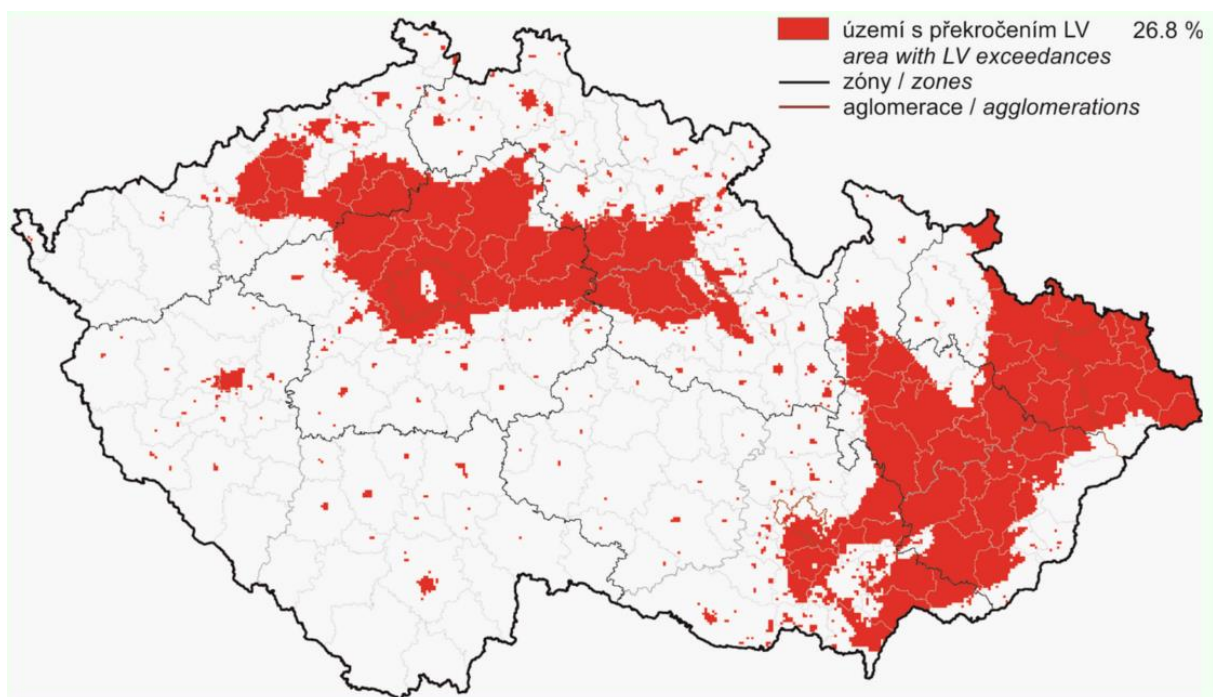 území s překročením LV 26.8 %
area with LV exceedances
zóny / zones
aglomerace / agglomerations